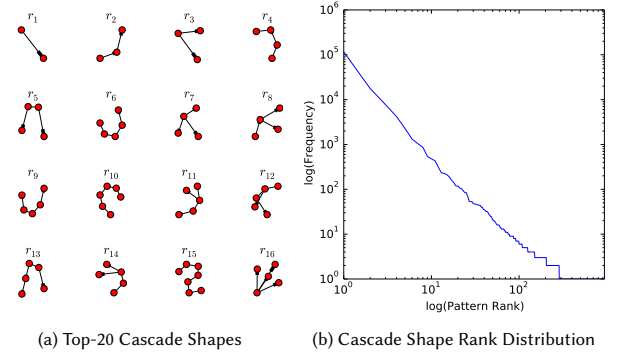 r1 r2 r3 r4
r5 r6 r7 r8
r9 r10 r11 r12
r13 r14 r15 r16
10^6
10^5
10^4
10^3
10^2
10^1
10^0
log(Frequency)
10^0 10^1 10^2
log(Pattern Rank)
(a) Top-20 Cascade Shapes
(b) Cascade Shape Rank Distribution